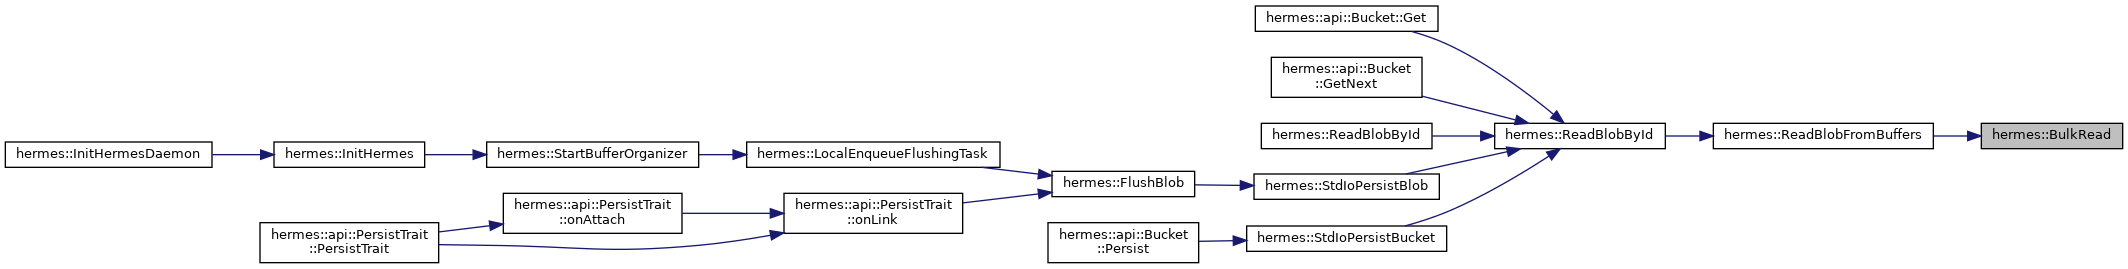 hermes::api::Bucket::Get
hermes::api::Bucket
::GetNext
hermes::ReadBlobById
hermes::ReadBlobById
hermes::ReadBlobFromBuffers
hermes::BulkRead
hermes::InitHermesDaemon
hermes::InitHermes
hermes::StartBufferOrganizer
hermes::LocalEnqueueFlushingTask
hermes::FlushBlob
hermes::StdIoPersistBlob
hermes::api::PersistTrait
::onAttach
hermes::api::PersistTrait
::onLink
hermes::api::PersistTrait
::PersistTrait
hermes::api::Bucket
::Persist
hermes::StdIoPersistBucket